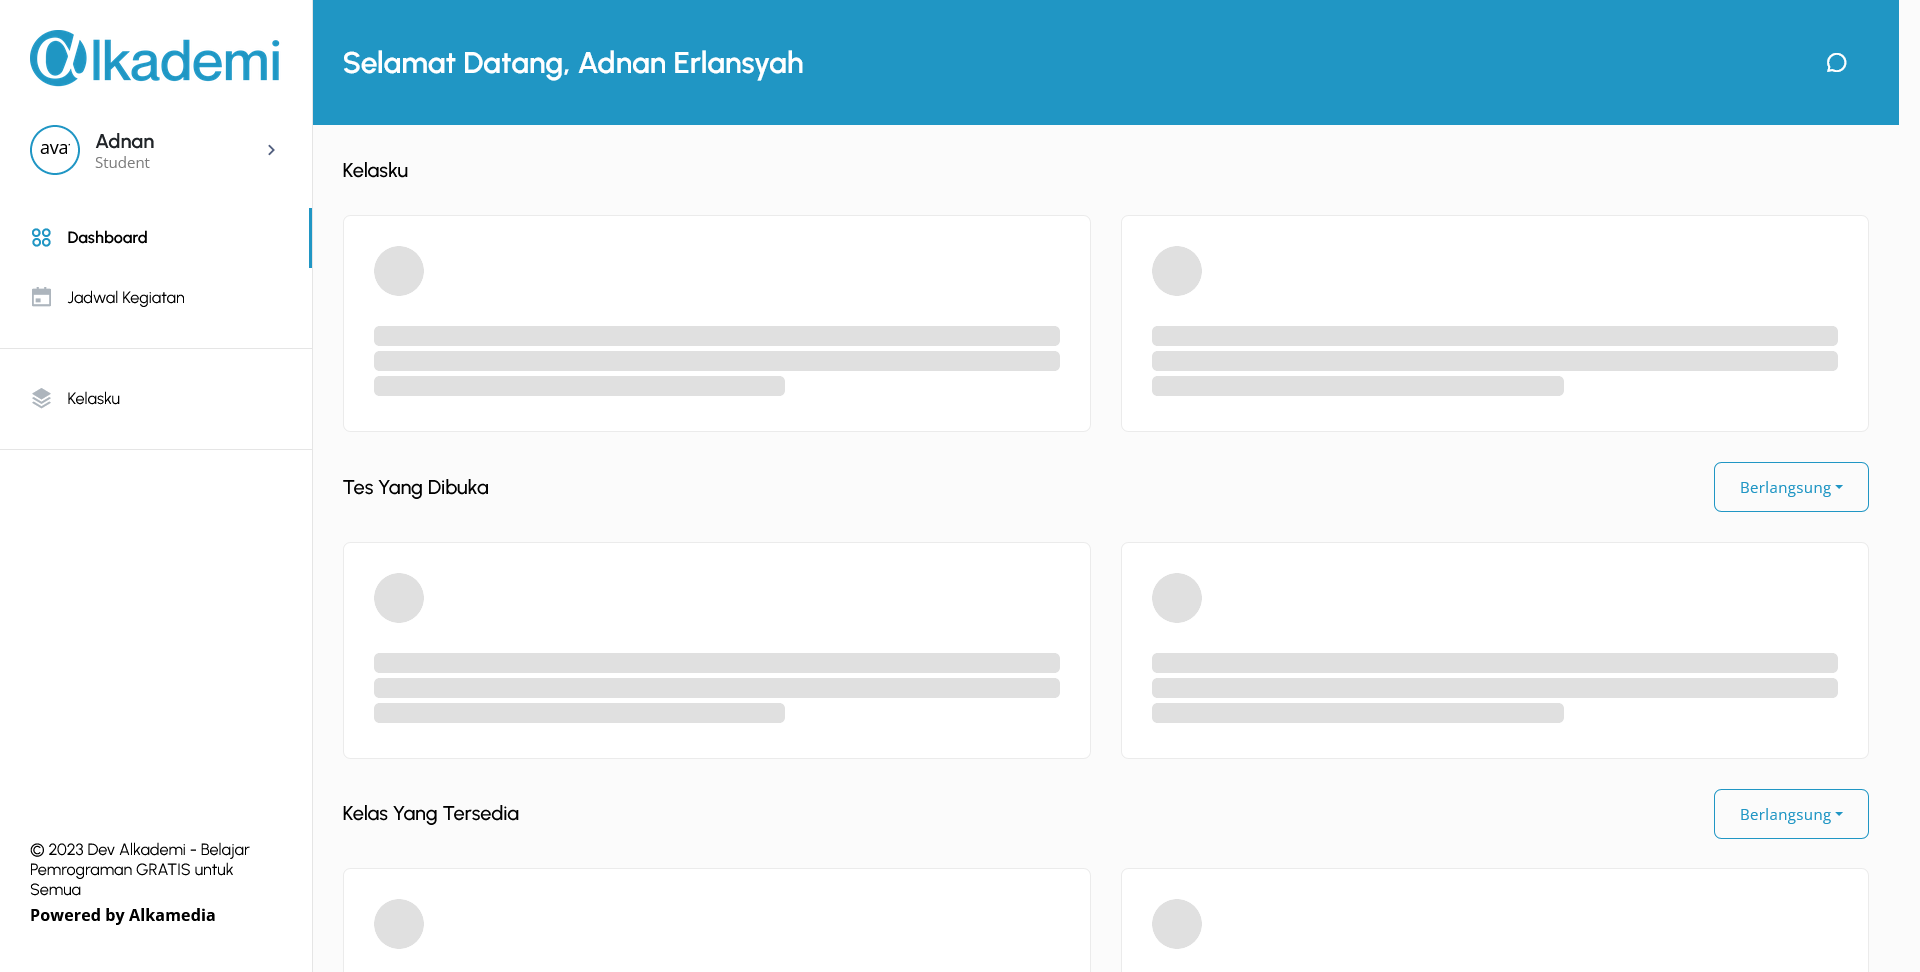 alkademi
Selamat Datang, Adnan Erlansyah
ava
Adnan
Student
Dashboard
Jadwal Kegiatan
Kelasku
Kelasku
Tes Yang Dibuka
Berlangsung
Kelas Yang Tersedia
Berlangsung
© 2023 Dev Alkademi - Belajar
Pemrograman GRATIS untuk
Semua
Powered by Alkamedia